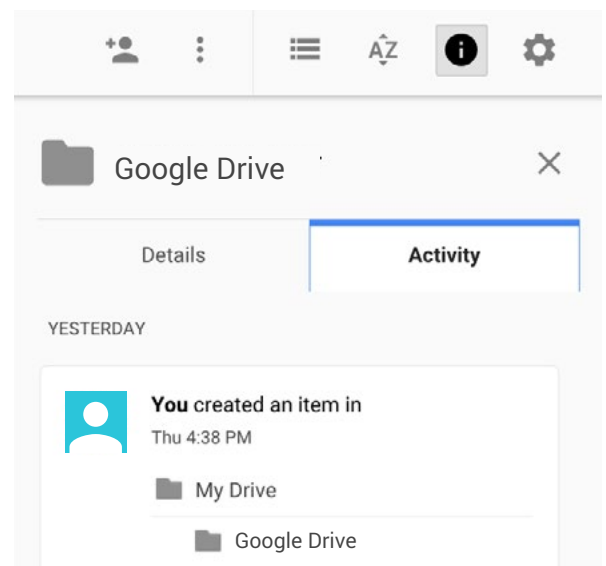 AZ
Google Drive
Details Activity
YESTERDAY
You created an item in
Thu 4:38 PM
My Drive
Google Drive